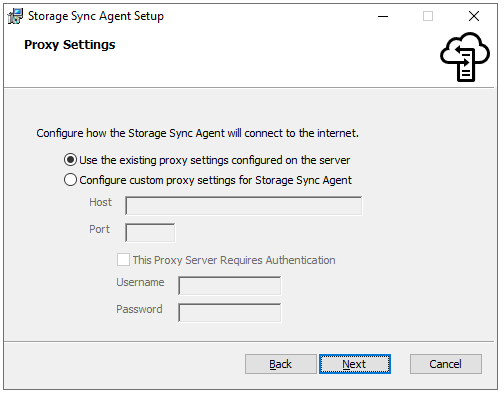 Storage Sync Agent Setup
Proxy Settings
Configure how the Storage Sync Agent will connect to the internet.
Use the existing proxy settings configured on the server
Configure custom proxy settings for Storage Sync Agent
Host
Port
This Proxy Server Requires Authentication
Username
Password
Back Next Cancel